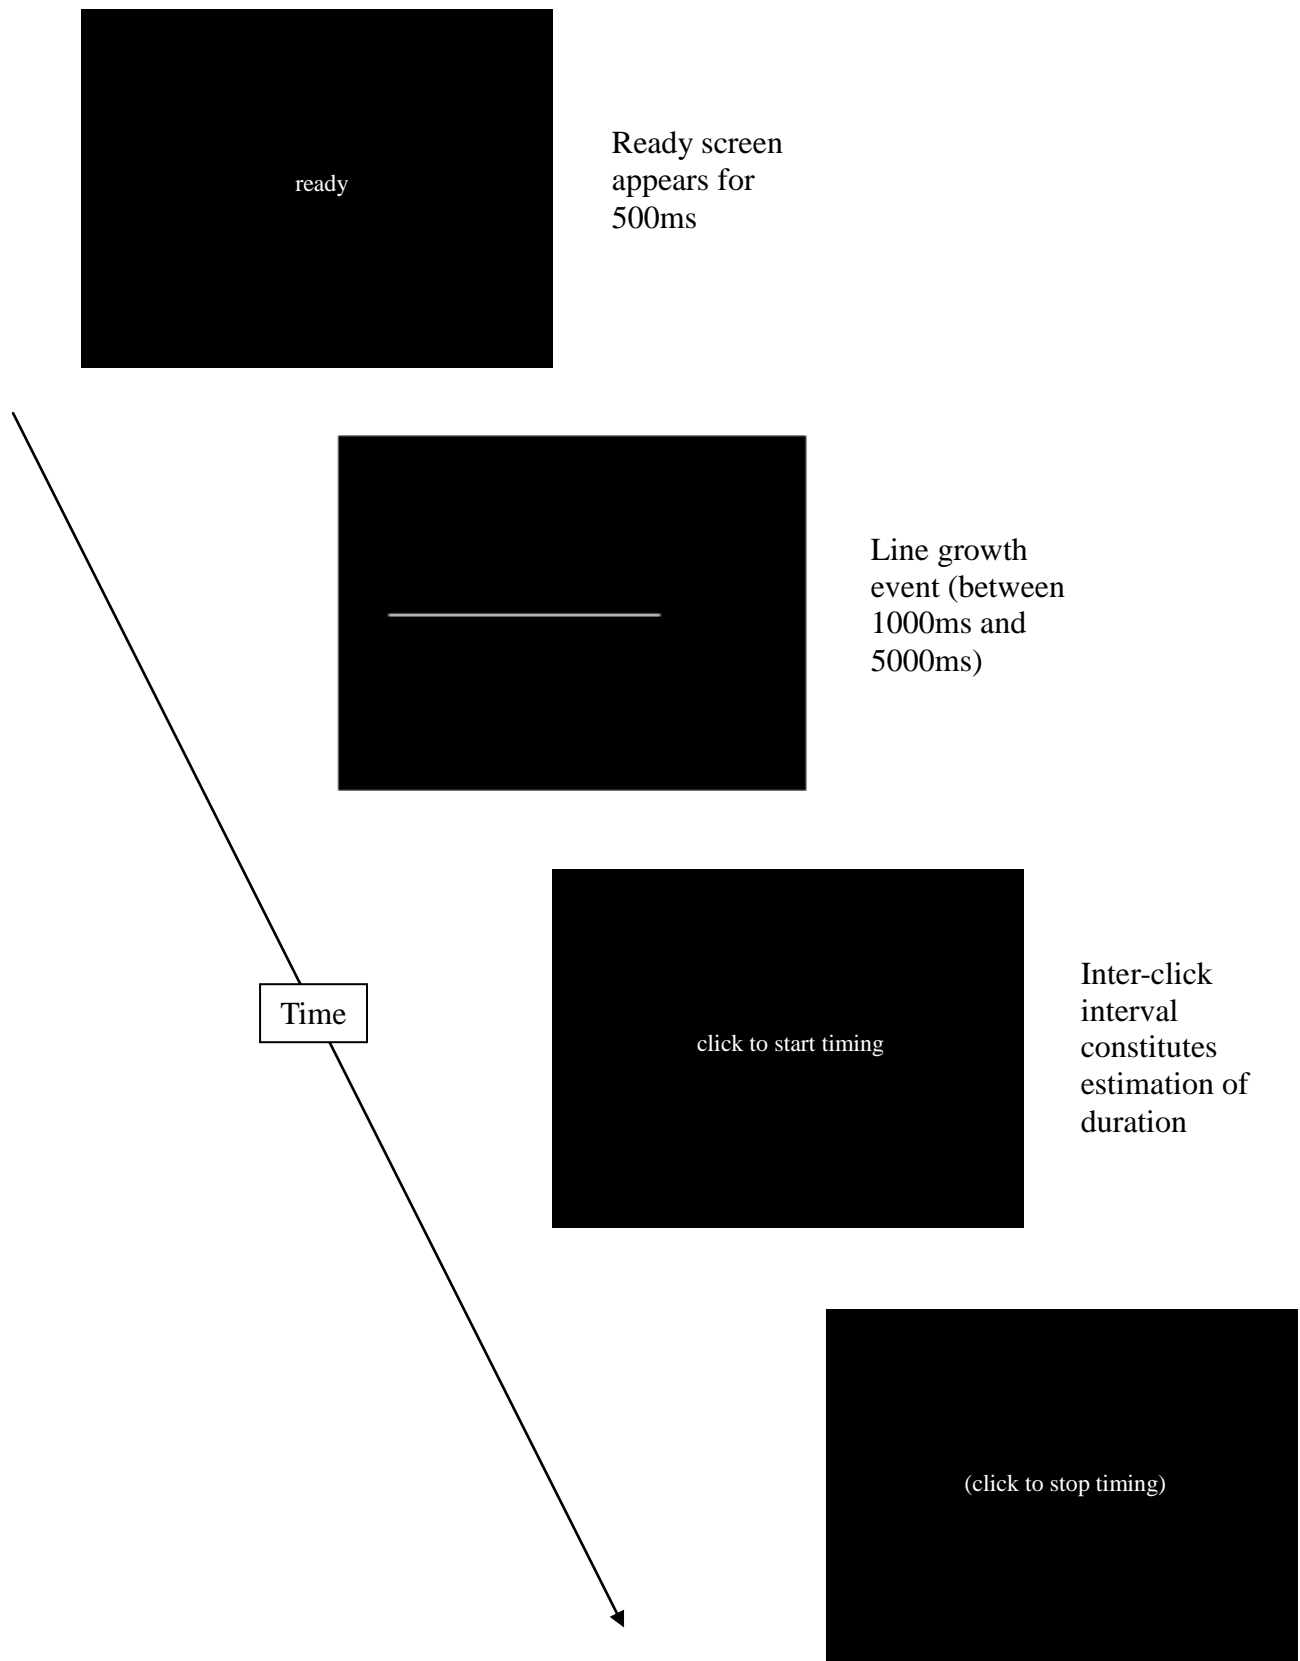 ready
Ready screen
appears for
500ms
Line growth
event (between
1000ms and
5000ms)
Time
click to start timing
Inter-click
interval
constitutes
estimation of
duration
(click to stop timing)